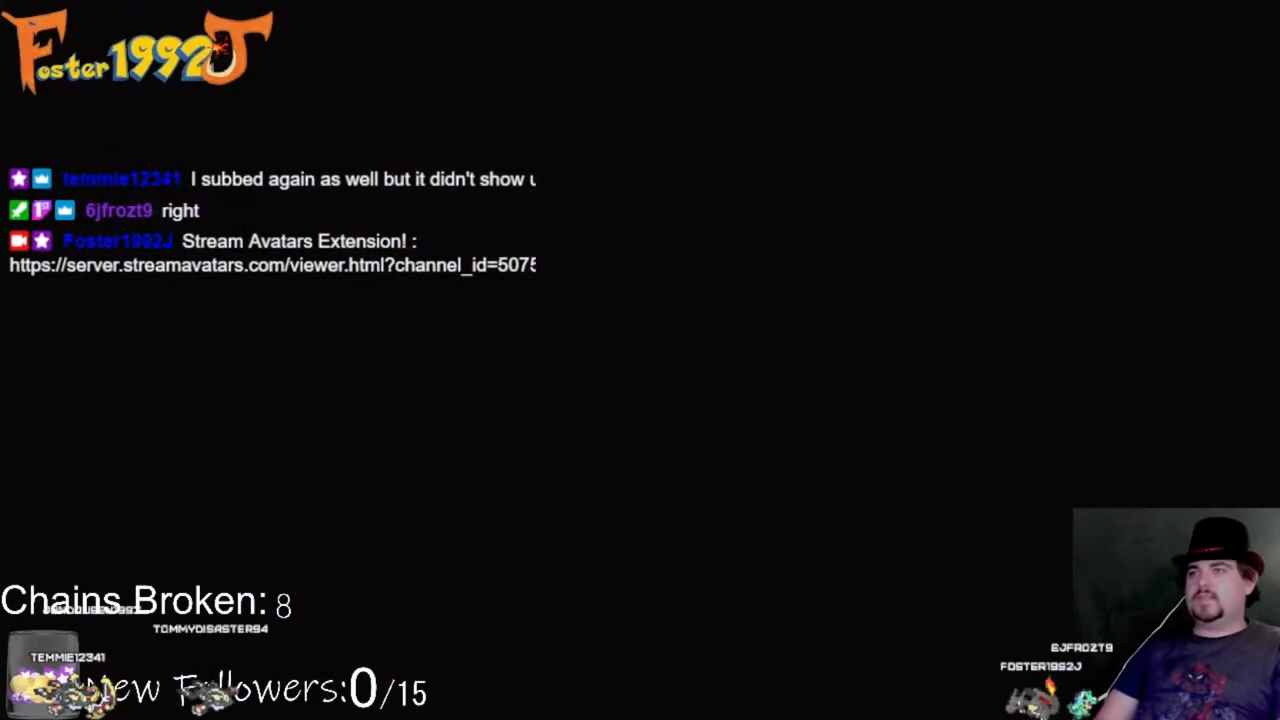 Foster1992J
temmie12341 I subbed again as well but it didn't show u
6jfrozt9 right
Foster1992J Stream Avatars Extension! :
https://server.streamavatars.com/viewer.html?channel_id=5075
Chains Broken: 8
TOMMYDISASTER94
TEMMIE12341
New Followers:0/15
6JFROZT9
FOSTER1992J